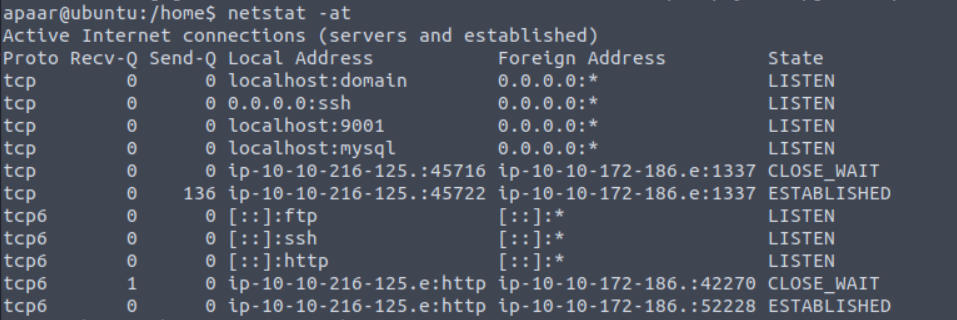 apaar@ubuntu:/home$ netstat -at
Active Internet connections (servers and established)
Proto Recv-Q Send-Q Local Address           Foreign Address         State
tcp        0      0 localhost:domain        0.0.0.0:*               LISTEN
tcp        0      0 0.0.0.0:ssh             0.0.0.0:*               LISTEN
tcp        0      0 localhost:9001          0.0.0.0:*               LISTEN
tcp        0      0 localhost:mysql         0.0.0.0:*               LISTEN
tcp        0      0 ip-10-10-216-125.:45716 ip-10-10-172-186.e:1337 CLOSE_WAIT
tcp        0    136 ip-10-10-216-125.:45722 ip-10-10-172-186.e:1337 ESTABLISHED
tcp6       0      0 [::]:ftp                [::]:*                  LISTEN
tcp6       0      0 [::]:ssh                [::]:*                  LISTEN
tcp6       0      0 [::]:http               [::]:*                  LISTEN
tcp6       1      0 ip-10-10-216-125.e:http ip-10-10-172-186.:42270 CLOSE_WAIT
tcp6       0      0 ip-10-10-216-125.e:http ip-10-10-172-186.:52228 ESTABLISHED